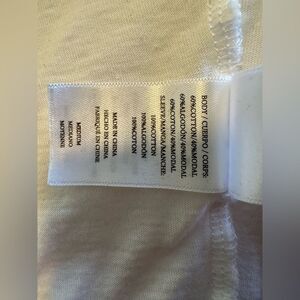 BODY / CUERPO / CORPS:
60%COTTON/40%MODAL
60%ALGODÓN/40%MODAL
60%COTON/40%MODAL
SLEEVE/MANGA/MANCHE:
100%COTTON
100%ALGODÓN
100%COTON
MADE IN CHINA
HECHO EN CHINA
FABRIQUÉ EN CHINE
MEDIUM
MEDIANO
MOYENNE